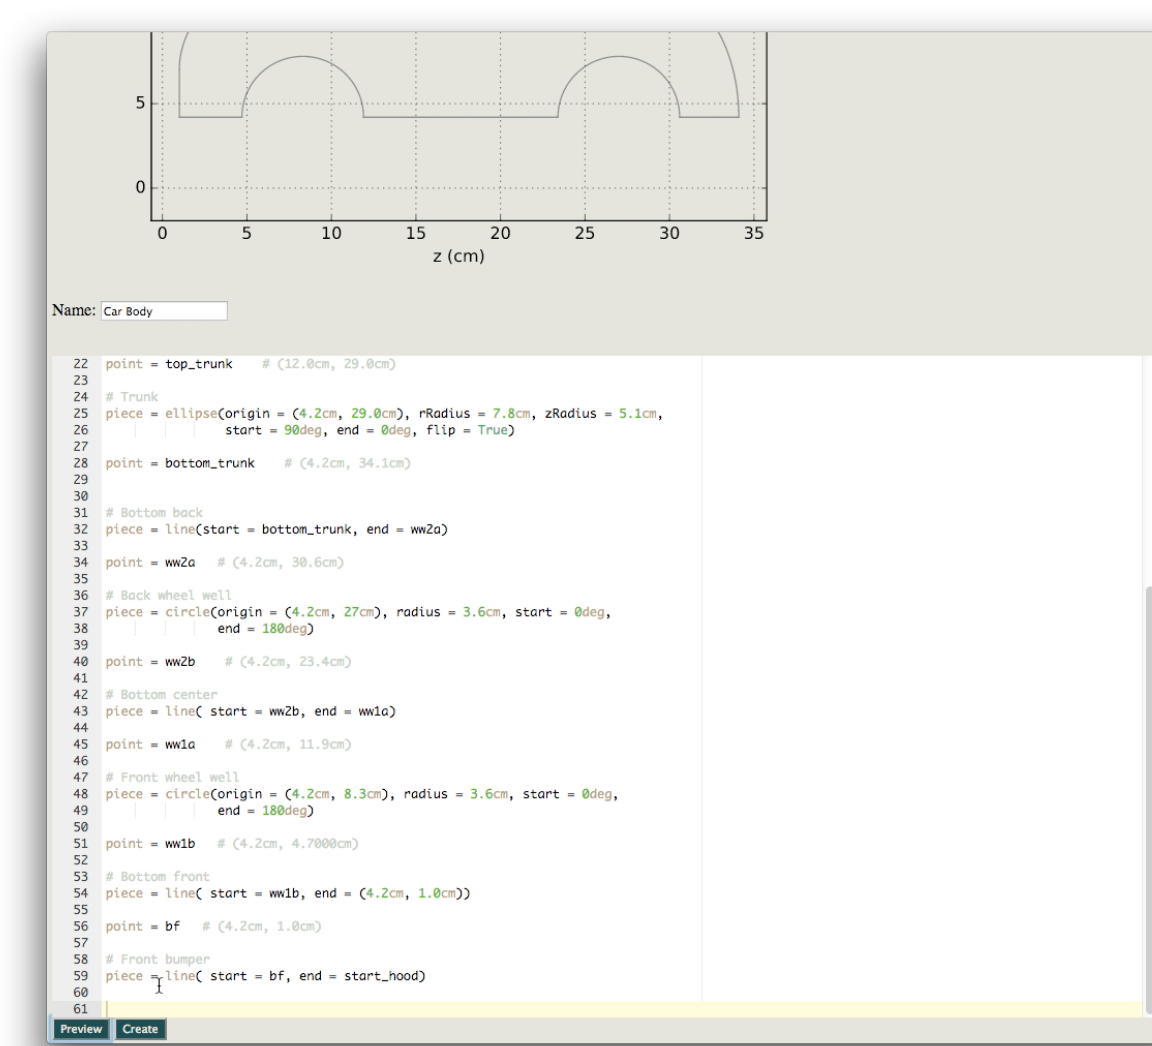 5
0
0 5 10 15 20 25 30 35
z (cm)
Name: Car Body
22 point = top_trunk # (12.0cm, 29.0cm)
23
24 # Trunk
25 piece = ellipse(origin = (4.2cm, 29.0cm), rRadius = 7.8cm, zRadius = 5.1cm,
26 start = 90deg, end = 0deg, flip = True)
27
28 point = bottom_trunk # (4.2cm, 34.1cm)
29
30
31 # Bottom back
32 piece = line(start = bottom_trunk, end = ww2a)
33
34 point = ww2a # (4.2cm, 30.6cm)
35
36 # Back wheel well
37 piece = circle(origin = (4.2cm, 27cm), radius = 3.6cm, start = 0deg,
38 end = 180deg)
39
40 point = ww2b # (4.2cm, 23.4cm)
41
42 # Bottom center
43 piece = line( start = ww2b, end = ww1a)
44
45 point = ww1a # (4.2cm, 11.9cm)
46
47 # Front wheel well
48 piece = circle(origin = (4.2cm, 8.3cm), radius = 3.6cm, start = 0deg,
49 end = 180deg)
50
51 point = ww1b # (4.2cm, 4.7000cm)
52
53 # Bottom front
54 piece = line( start = ww1b, end = (4.2cm, 1.0cm))
55
56 point = bf # (4.2cm, 1.0cm)
57
58 # Front bumper
59 piece = line( start = bf, end = start_hood)
60
61
Preview Create